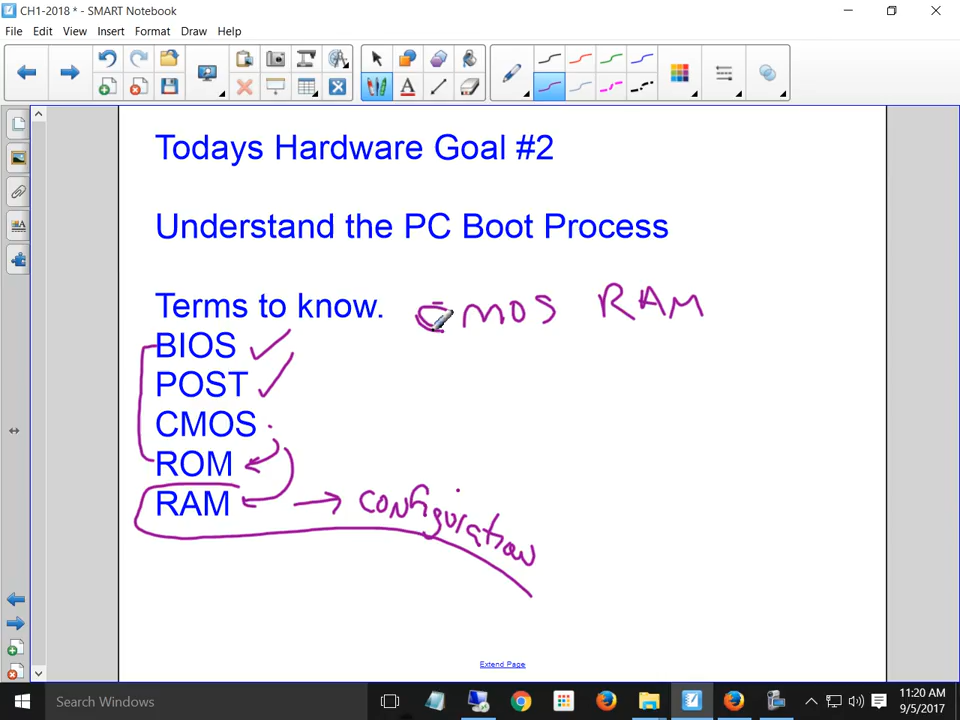 CH1-2018 * - SMART Notebook
File Edit View Insert Format Draw Help
Todays Hardware Goal #2
Understand the PC Boot Process
Terms to know. CMOS RAM
BIOS
POST
CMOS
ROM
RAM → configuration
Extend Page
Search Windows
11:20 AM
9/5/2017